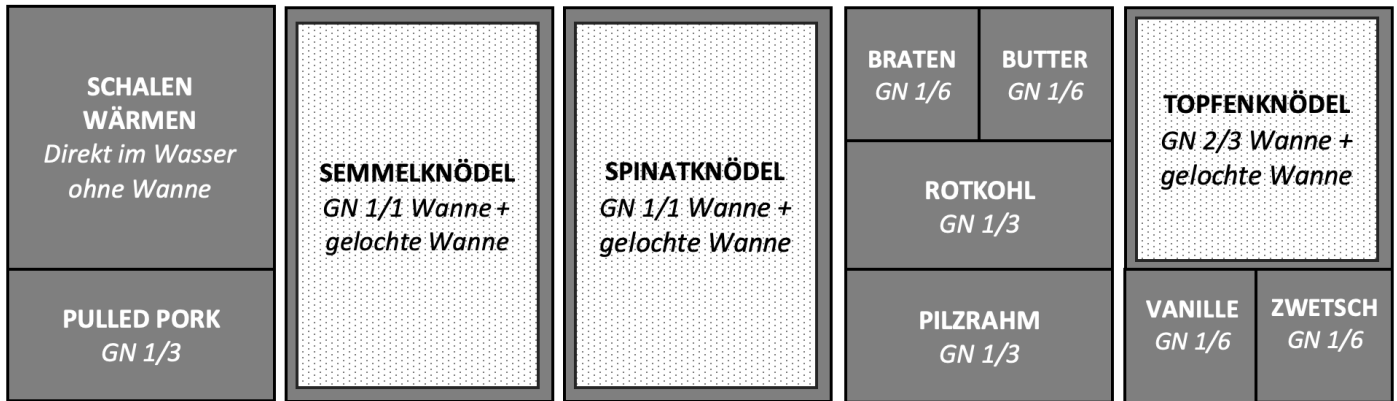 SCHALEN
WÄRMEN
Direkt im Wasser
ohne Wanne
PULLED PORK
GN 1/3
SEMMELKNÖDEL
GN 1/1 Wanne +
gelochte Wanne
SPINATKNÖDEL
GN 1/1 Wanne +
gelochte Wanne
BRATEN
GN 1/6
BUTTER
GN 1/6
ROTKOHL
GN 1/3
PILZRAHM
GN 1/3
TOPFENKNÖDEL
GN 2/3 Wanne +
gelochte Wanne
VANILLE
GN 1/6
ZWETSCH
GN 1/6